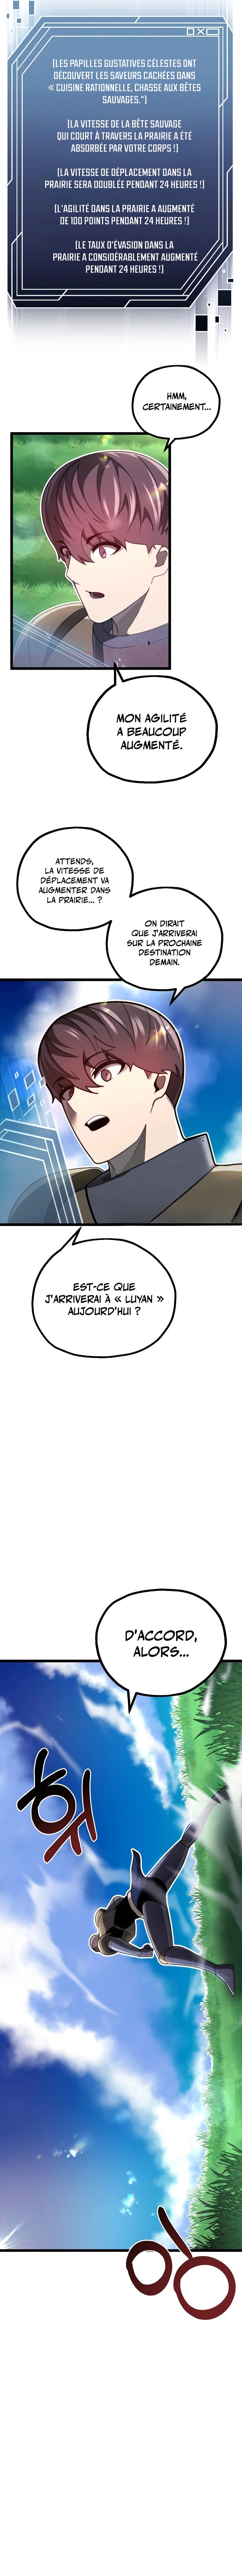 [LES PAPILLES GUSTATIVES CÉLESTES ONT
DÉCOUVERT LES SAVEURS CACHÉES DANS
« CUISINE RATIONNELLE, CHASSE AUX BÊTES
SAUVAGES."]
[LA VITESSE DE LA BÊTE SAUVAGE
QUI COURT À TRAVERS LA PRAIRIE A ÉTÉ
ABSORBÉE PAR VOTRE CORPS !]
[LA VITESSE DE DÉPLACEMENT DANS LA
PRAIRIE SERA DOUBLÉE PENDANT 24 HEURES !]
[L'AGILITÉ DANS LA PRAIRIE A AUGMENTÉ
DE 100 POINTS PENDANT 24 HEURES !]
[LE TAUX D'ÉVASION DANS LA
PRAIRIE A CONSIDÉRABLEMENT AUGMENTÉ
PENDANT 24 HEURES !]
HMM,
CERTAINEMENT...
MON AGILITÉ
A BEAUCOUP
AUGMENTÉ.
ATTENDS,
LA VITESSE DE
DÉPLACEMENT VA
AUGMENTER DANS
LA PRAIRIE... ?
ON DIRAIT
QUE J'ARRIVERAI
SUR LA PROCHAINE
DESTINATION
DEMAIN.
EST-CE QUE
J'ARRIVERAI À « LUYAN »
AUJOURD'HUI ?
D'ACCORD,
ALORS...